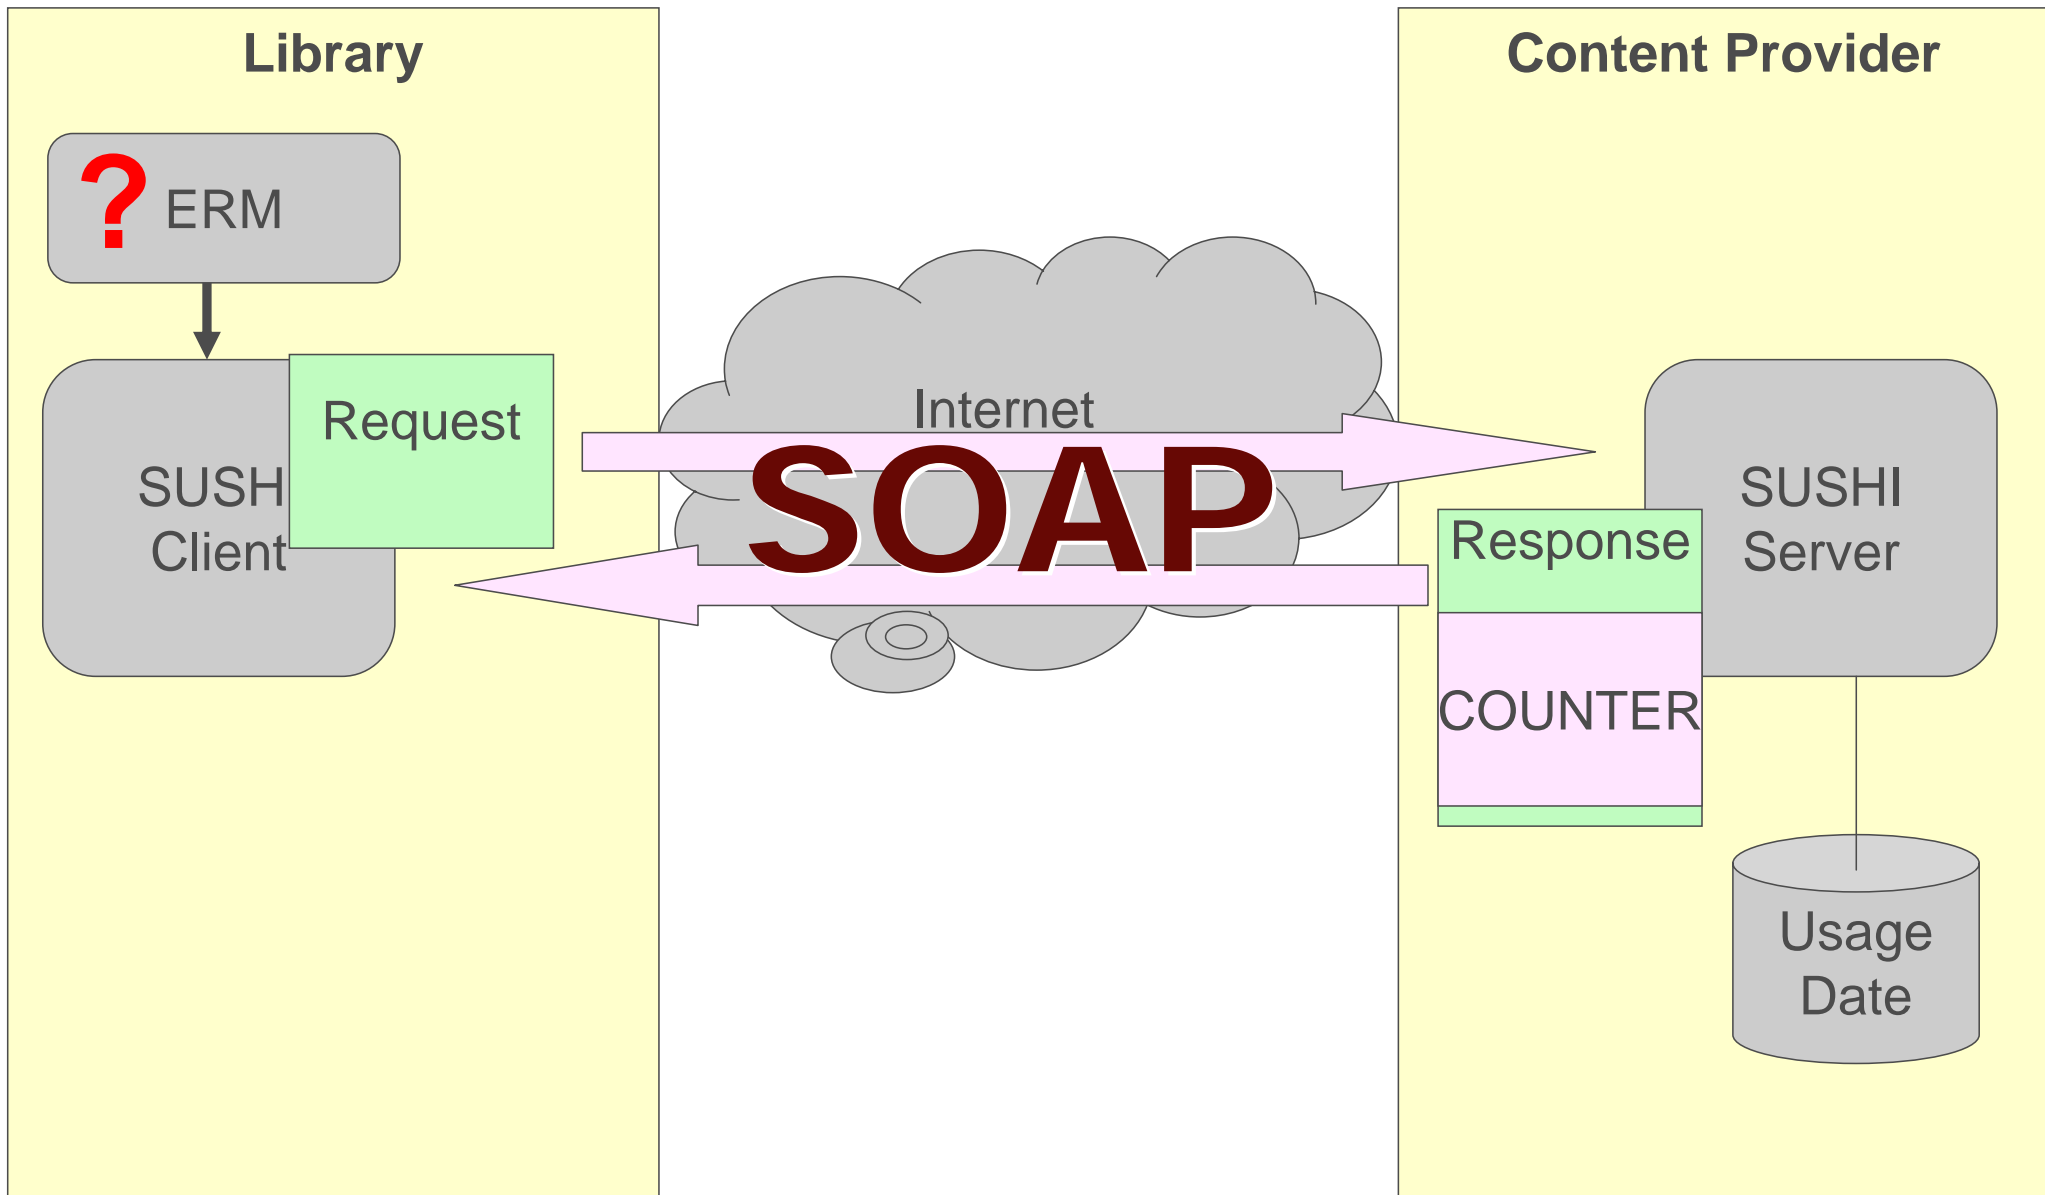 Library
Content Provider
?
ERM
Request
SUSH
Client
Internet
SOAP
Response
COUNTER
SUSHI
Server
Usage
Date